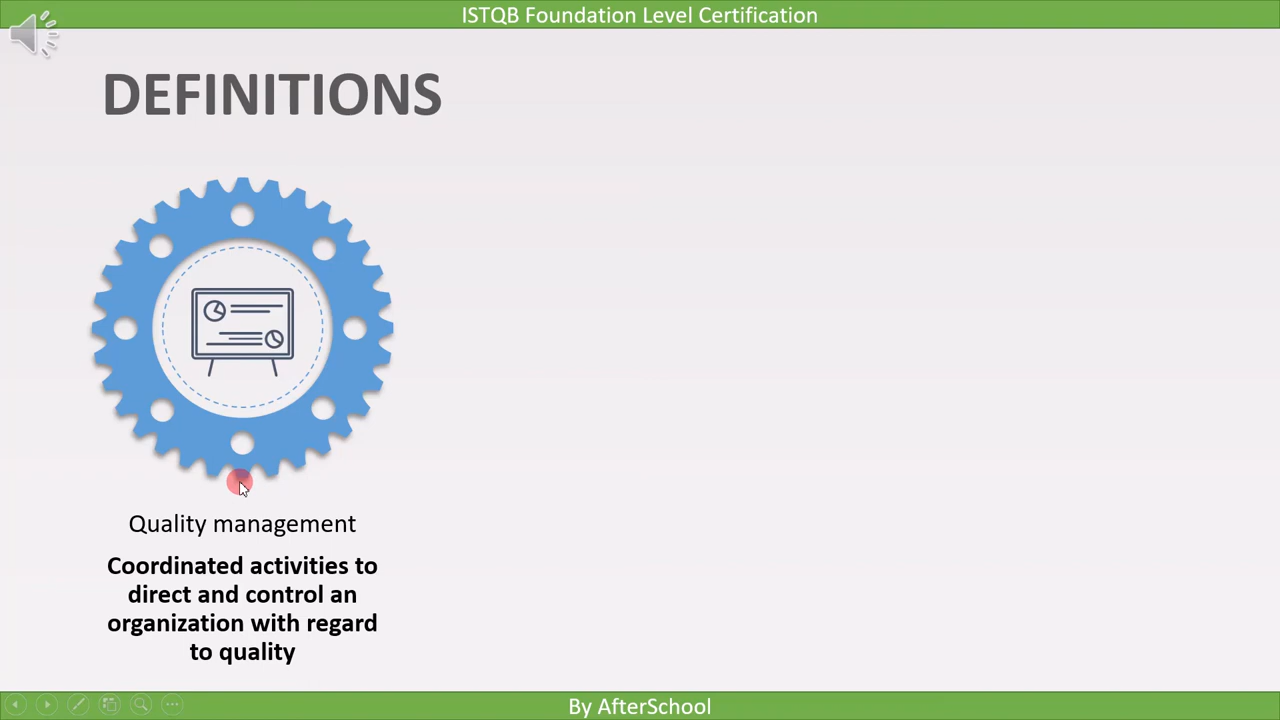 ISTQB Foundation Level Certification
DEFINITIONS
Quality management
Coordinated activities to
direct and control an
organization with regard
to quality
By AfterSchool